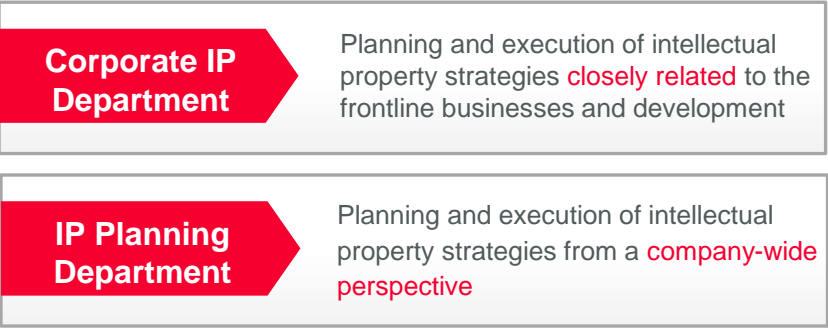 Corporate IP
Department
Planning and execution of intellectual
property strategies closely related to the
frontline businesses and development
IP Planning
Department
Planning and execution of intellectual
property strategies from a company-wide
perspective